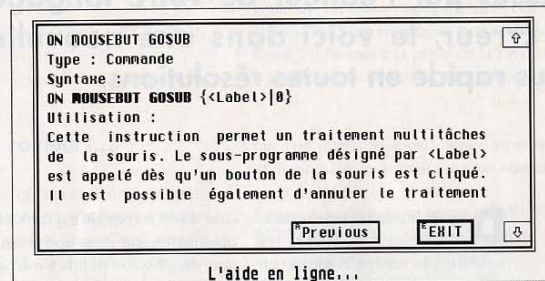 ON MOUSEBUT GOSUB
Type : Commande
Syntaxe :
ON MOUSEBUT GOSUB {<Label>|0}
Utilisation :
Cette instruction permet un traitement multitâches
de la souris. Le sous-programme désigné par <Label>
est appelé dès qu'un bouton de la souris est cliqué.
Il est possible également d'annuler le traitement
Previous EXIT
L'aide en ligne...